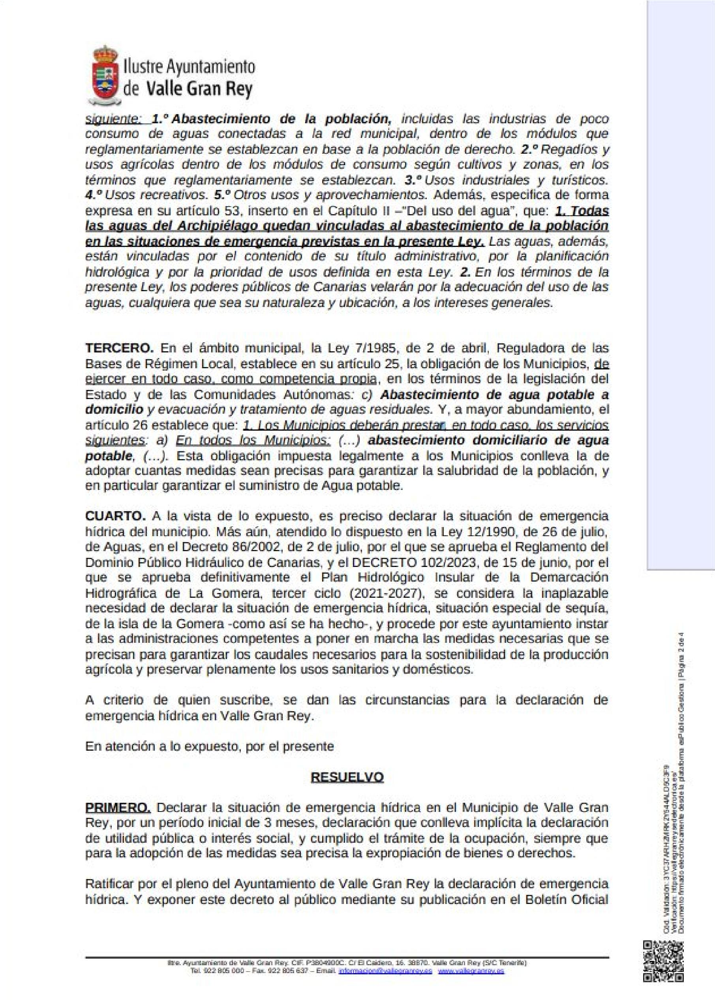 Ilustre Ayuntamiento
de Valle Gran Rey
siguiente: 1.º Abastecimiento de la población, incluidas las industrias de poco
consumo de aguas conectadas a la red municipal, dentro de los módulos que
reglamentariamente se establezcan en base a la población de derecho. 2.º Regadíos y
usos agrícolas dentro de los módulos de consumo según cultivos y zonas, en los
términos que reglamentariamente se establezcan. 3.º Usos industriales y turísticos.
4.º Usos recreativos. 5.º Otros usos y aprovechamientos. Además, especifica de forma
expresa en su artículo 53, inserto en el Capítulo II –“Del uso del agua”, que: 1. Todas
las aguas del Archipiélago quedan vinculadas al abastecimiento de la población
en las situaciones de emergencia previstas en la presente Ley. Las aguas, además,
están vinculadas por el contenido de su título administrativo, por la planificación
hidrológica y por la prioridad de usos definida en esta Ley. 2. En los términos de la
presente Ley, los poderes públicos de Canarias velarán por la adecuación del uso de las
aguas, cualquiera que sea su naturaleza y ubicación, a los intereses generales.
TERCERO. En el ámbito municipal, la Ley 7/1985, de 2 de abril, Reguladora de las
Bases de Régimen Local, establece en su artículo 25, la obligación de los Municipios, de
ejercer en todo caso, como competencia propia, en los términos de la legislación del
Estado y de las Comunidades Autónomas: c) Abastecimiento de agua potable a
domicilio y evacuación y tratamiento de aguas residuales. Y, a mayor abundamiento, el
artículo 26 establece que: 1. Los Municipios deberán prestar, en todo caso, los servicios
siguientes: a) En todos los Municipios: (…) abastecimiento domiciliario de agua
potable, (…). Esta obligación impuesta legalmente a los Municipios conlleva la de
adoptar cuantas medidas sean precisas para garantizar la salubridad de la población, y
en particular garantizar el suministro de Agua potable.
CUARTO. A la vista de lo expuesto, es preciso declarar la situación de emergencia
hídrica del municipio. Más aún, atendido lo dispuesto en la Ley 12/1990, de 26 de julio,
de Aguas, en el Decreto 86/2002, de 2 de julio, por el que se aprueba el Reglamento del
Dominio Público Hidráulico de Canarias, y el DECRETO 102/2023, de 15 de junio, por el
que se aprueba definitivamente el Plan Hidrológico Insular de la Demarcación
Hidrográfica de La Gomera, tercer ciclo (2021-2027), se considera la inaplazable
necesidad de declarar la situación de emergencia hídrica, situación especial de sequía,
de la isla de la Gomera -como así se ha hecho-, y procede por este ayuntamiento instar
a las administraciones competentes a poner en marcha las medidas necesarias que se
precisan para garantizar los caudales necesarios para la sostenibilidad de la producción
agrícola y preservar plenamente los usos sanitarios y domésticos.
A criterio de quien suscribe, se dan las circunstancias para la declaración de
emergencia hídrica en Valle Gran Rey.
En atención a lo expuesto, por el presente
RESUELVO
PRIMERO. Declarar la situación de emergencia hídrica en el Municipio de Valle Gran
Rey, por un período inicial de 3 meses, declaración que conlleva implícita la declaración
de utilidad pública o interés social, y cumplido el trámite de la ocupación, siempre que
para la adopción de las medidas sea precisa la expropiación de bienes o derechos.
Ratificar por el pleno del Ayuntamiento de Valle Gran Rey la declaración de emergencia
hídrica. Y exponer este decreto al público mediante su publicación en el Boletín Oficial
Iltre. Ayuntamiento de Valle Gran Rey. CIF. P3804900C. C/ El Caidero, 16. 38870. Valle Gran Rey (S/C Tenerife)
Tel. 922 805 000 – Fax. 922 805 637 – Email. informacion@vallegranrey.es www.vallegranrey.es
Cód. Validación:
Verificación: https://vallegranrey.sedelectronica.es/
Documento firmado electrónicamente desde la plataforma esPublico Gestiona | Página 2 de 4